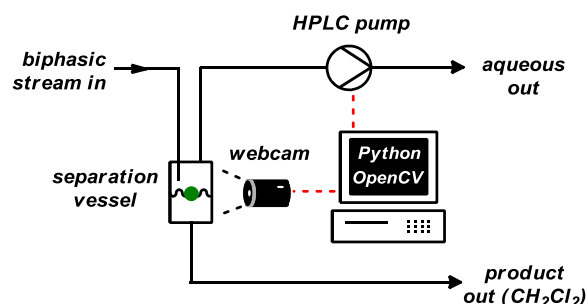 HPLC pump
biphasic
stream in
aqueous
out
webcam
Python
OpenCV
separation
vessel
product
out (CH₂Cl₂)